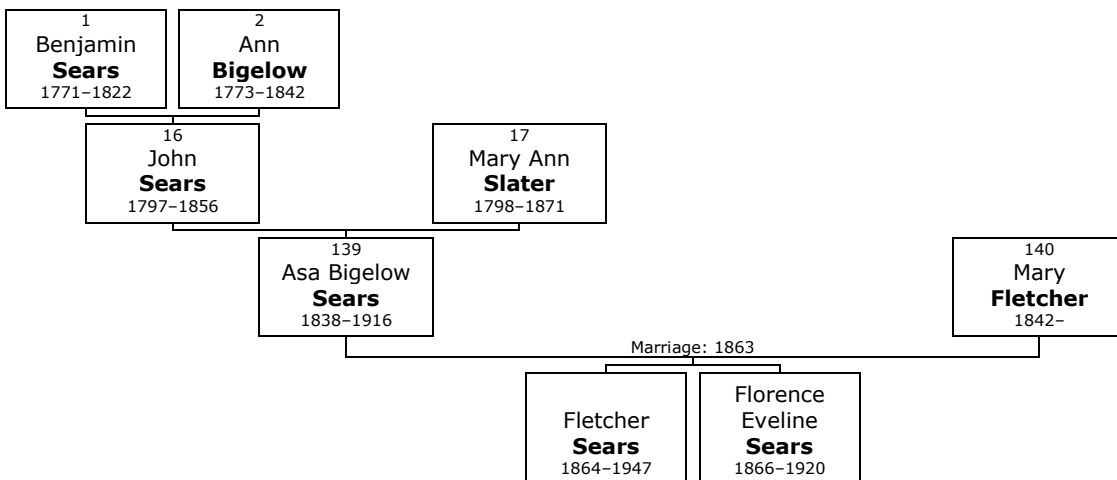 1
Benjamin
Sears
1771–1822
2
Ann
Bigelow
1773–1842
16
John
Sears
1797–1856
17
Mary Ann
Slater
1798–1871
139
Asa Bigelow
Sears
1838–1916
140
Mary
Fletcher
1842–
Marriage: 1863
Fletcher
Sears
1864–1947
Florence
Eveline
Sears
1866–1920